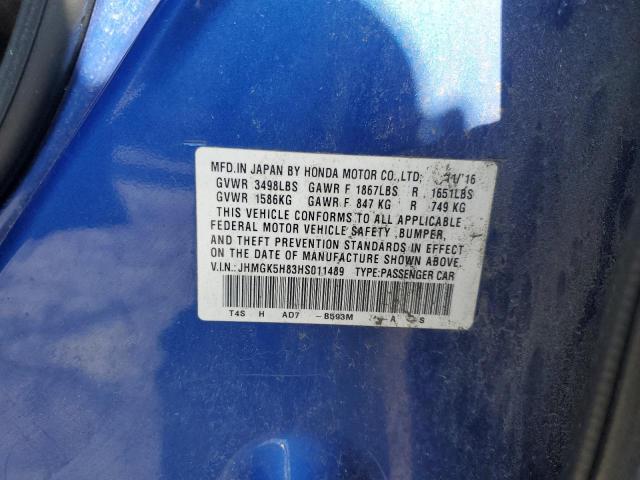 MFD.IN JAPAN BY HONDA MOTOR CO.,LTD. 11/'16
GVWR 3498LBS GAWR F 1867LBS R 1651LBS
GVWR 1586KG GAWR F 847 KG R 749 KG
THIS VEHICLE CONFORMS TO ALL APPLICABLE
FEDERAL MOTOR VEHICLE SAFETY ,BUMPER,
AND THEFT PREVENTION STANDARDS IN EFFECT
ON THE DATE OF MANUFACTURE SHOWN ABOVE.
V.I.N.: JHMGK5H83HS011489 TYPE:PASSENGER CAR
T4S H AD7 -B593M -A S